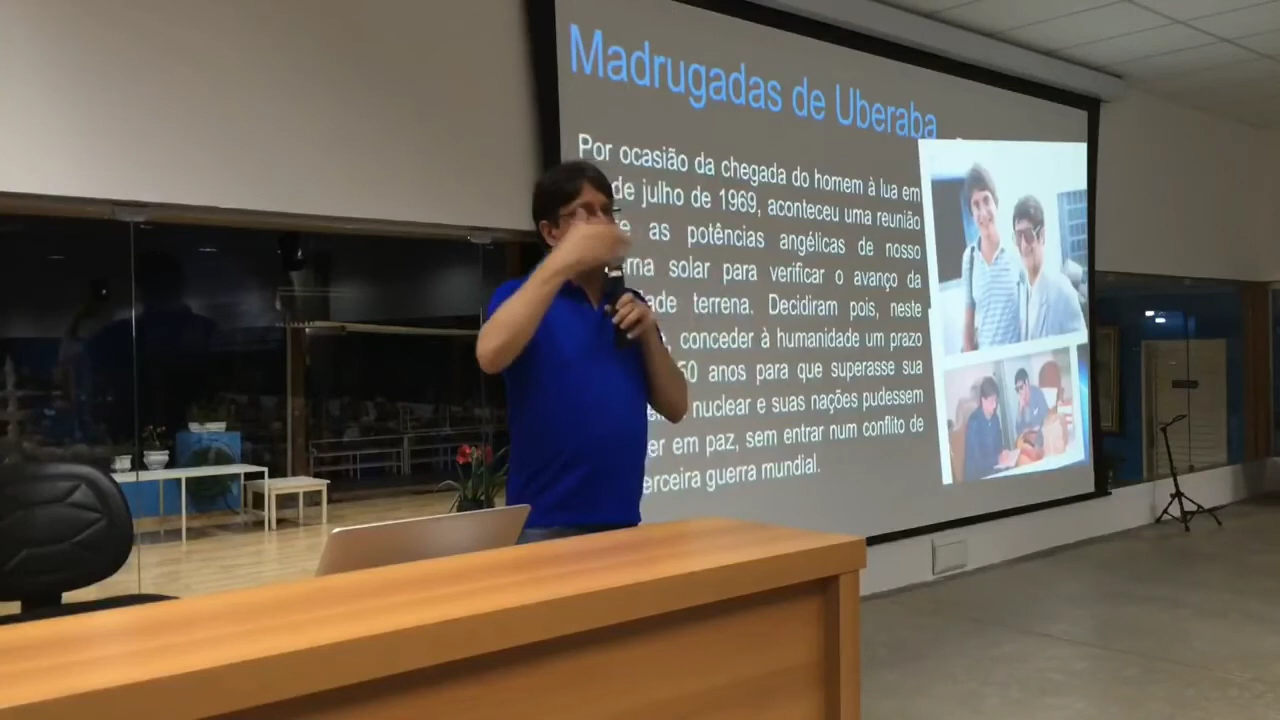 Madrugadas de Uberaba
Por ocasião da chegada do homem à lua em
de julho de 1969, aconteceu uma reunião
as potências angélicas de nosso
solar para verificar o avanço da
terrena. Decidiram pois, neste
conceder à humanidade um prazo
50 anos para que superasse sua
nuclear e suas nações pudessem
em paz, sem entrar num conflito de
terceira guerra mundial.